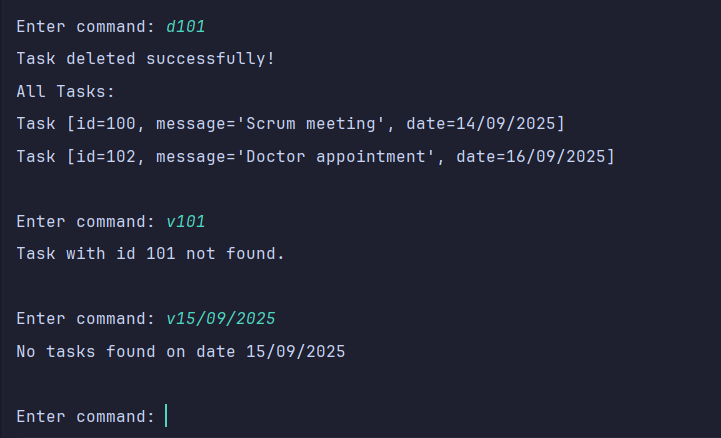 Enter command: d101
Task deleted successfully!
All Tasks:
Task [id=100, message='Scrum meeting', date=14/09/2025]
Task [id=102, message='Doctor appointment', date=16/09/2025]
Enter command: v101
Task with id 101 not found.
Enter command: v15/09/2025
No tasks found on date 15/09/2025
Enter command: